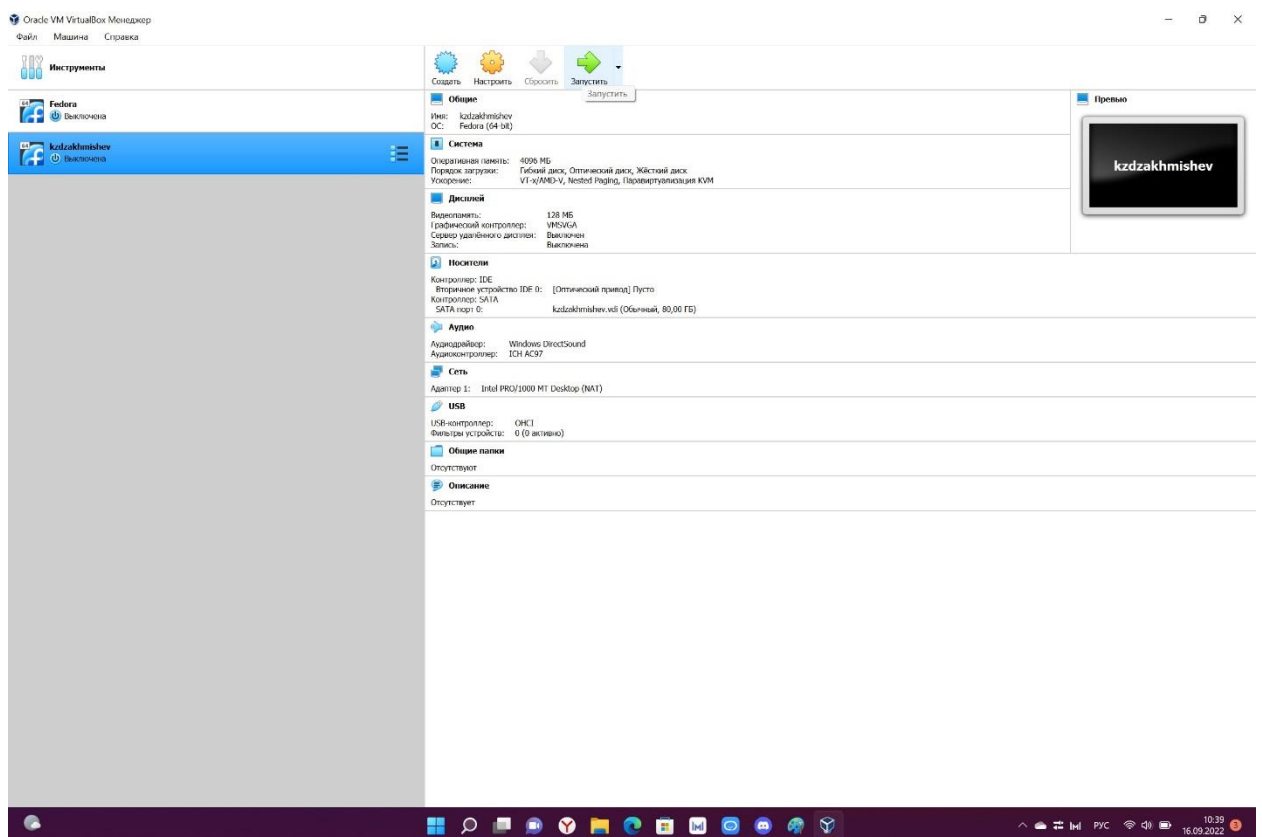 Oracle VM VirtualBox Менеджер
Файл Машина Справка
Инструменты
Fedora
Выключена
kzdzakhmishev
Выключена
Создать Настроить Сбросить Запустить
Запустить
Общие
Имя: kzdzakhmishev
ОС: Fedora (64-bit)
Система
Оперативная память: 4096 МБ
Порядок загрузки: Гибкий диск, Оптический диск, Жёсткий диск
Ускорение: VT-x/AMD-V, Nested Paging, Паравиртуализация KVM
Дисплей
Видеопамять: 128 МБ
Графический контроллер: VMSVGA
Сервер удалённого дисплея: Выключен
Запись: Выключена
Носители
Контроллер: IDE
Вторичное устройство IDE 0: [Оптический привод] Пусто
Контроллер: SATA
SATA порт 0: kzdzakhmishev.vdi (Обычный, 80,00 ГБ)
Аудио
Аудиодрайвер: Windows DirectSound
Аудиоконтроллер: ICH AC97
Сеть
Адаптер 1: Intel PRO/1000 MT Desktop (NAT)
USB
USB-контроллер: OHCI
Фильтры устройств: 0 (0 активно)
Общие папки
Отсутствуют
Описание
Отсутствует
Превью
kzdzakhmishev
РУС
10:39
16.09.2022
3